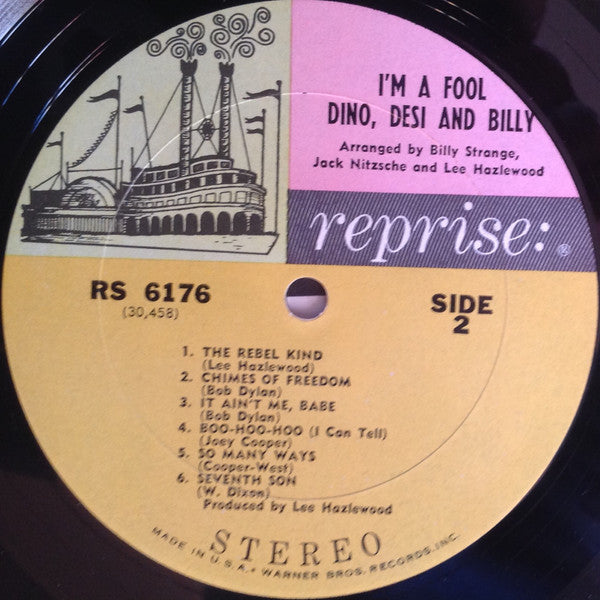 I'M A FOOL
DINO, DESI AND BILLY
Arranged by Billy Strange,
Jack Nitzsche and Lee Hazlewood
reprise: ®
RS 6176
(30,458)
SIDE
2
1. THE REBEL KIND
(Lee Hazlewood)
2. CHIMES OF FREEDOM
(Bob Dylan)
3. IT AIN'T ME, BABE
(Bob Dylan)
4. BOO-HOO-HOO (I Can Tell)
(Joey Cooper)
5. SO MANY WAYS
(Cooper-West)
6. SEVENTH SON
(W. Dixon)
Produced by Lee Hazlewood
STEREO
MADE IN U.S.A. • WARNER BROS. RECORDS, INC.